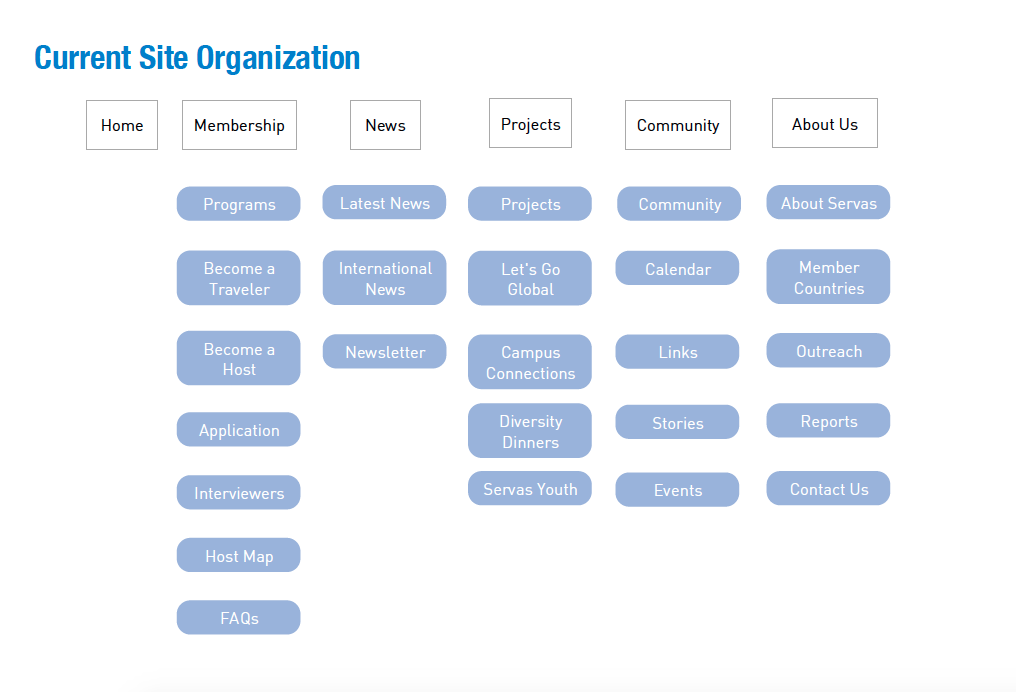 Current Site Organization
Home
Membership
News
Projects
Community
About Us
Programs
Latest News
Projects
Community
About Servas
Become a
Traveler
International
News
Let's Go
Global
Calendar
Member
Countries
Become a
Host
Newsletter
Campus
Connections
Links
Outreach
Application
Diversity
Dinners
Stories
Reports
Interviewers
Servas Youth
Events
Contact Us
Host Map
FAQs